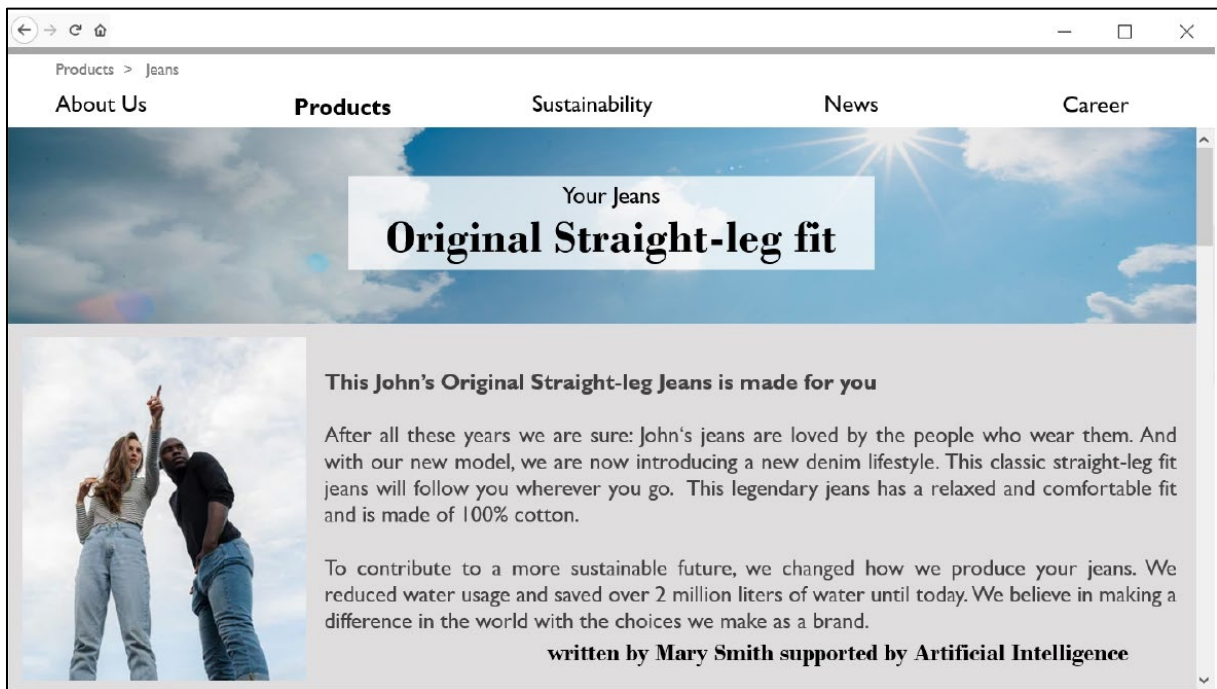 Products > Jeans
About Us Products Sustainability News Career
Your Jeans
Original Straight-leg fit
This John's Original Straight-leg Jeans is made for you
After all these years we are sure: John‘s jeans are loved by the people who wear them. And
with our new model, we are now introducing a new denim lifestyle. This classic straight-leg fit
jeans will follow you wherever you go. This legendary jeans has a relaxed and comfortable fit
and is made of 100% cotton.
To contribute to a more sustainable future, we changed how we produce your jeans. We
reduced water usage and saved over 2 million liters of water until today. We believe in making a
difference in the world with the choices we make as a brand.
written by Mary Smith supported by Artificial Intelligence